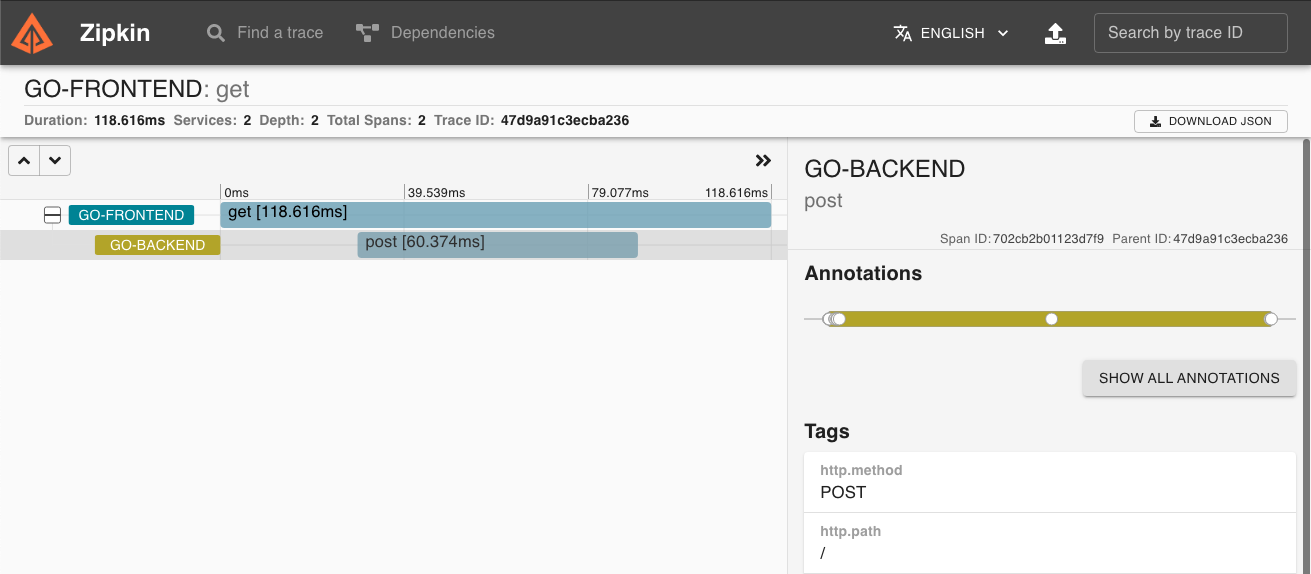 Zipkin Find a trace Dependencies ENGLISH Search by trace ID
GO-FRONTEND: get
Duration: 118.616ms Services: 2 Depth: 2 Total Spans: 2 Trace ID: 47d9a91c3ecba236
DOWNLOAD JSON
0ms 39.539ms 79.077ms 118.616ms
GO-FRONTEND get [118.616ms]
GO-BACKEND post [60.374ms]
GO-BACKEND
post
Span ID: 702cb2b01123d7f9 Parent ID: 47d9a91c3ecba236
Annotations
SHOW ALL ANNOTATIONS
Tags
http.method
POST
http.path
/